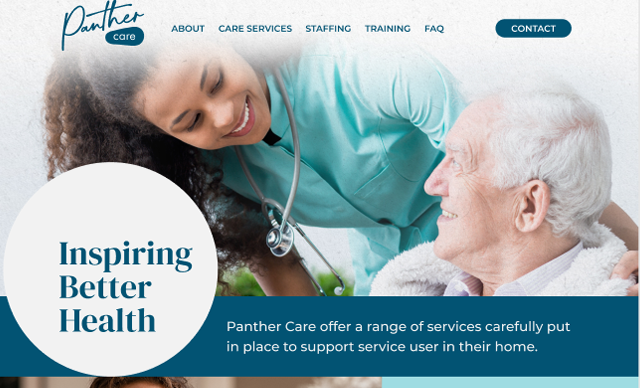 Panther
care
ABOUT
CARE SERVICES
STAFFING
TRAINING
FAQ
CONTACT
Inspiring
Better
Health
Panther Care offer a range of services carefully put
in place to support service user in their home.